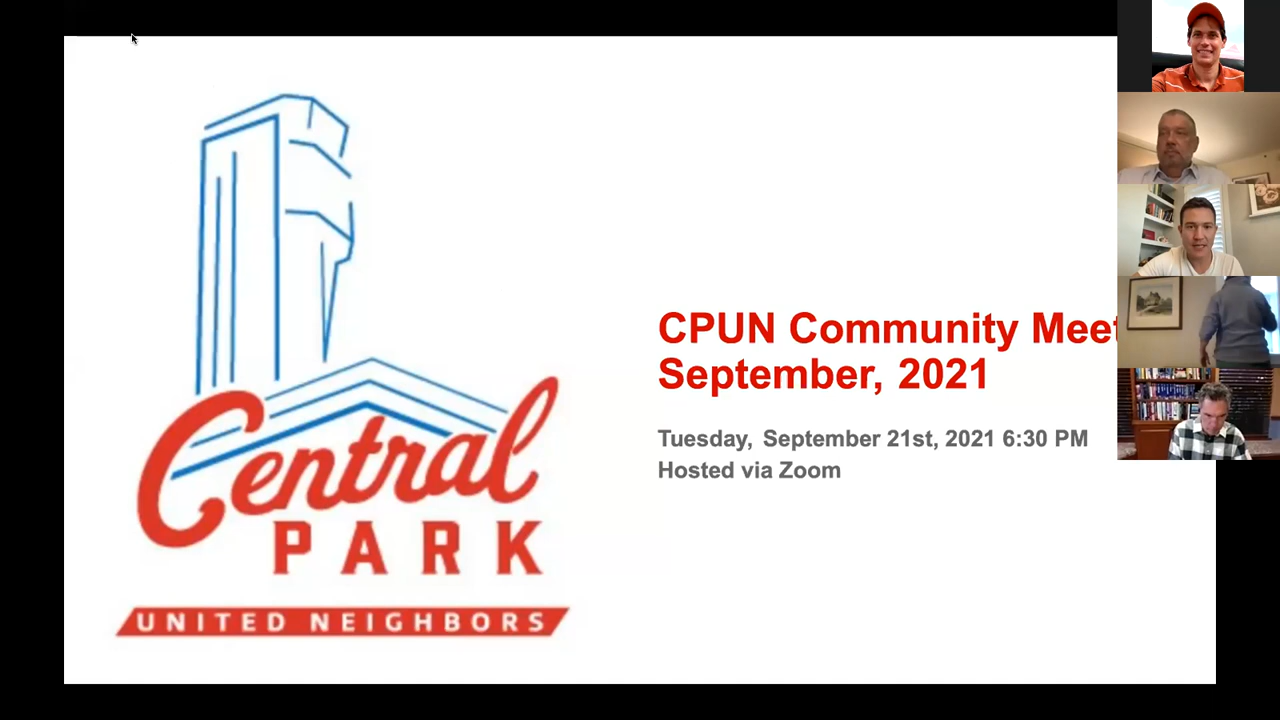 Central
PARK
UNITED NEIGHBORS
CPUN Community Meet
September, 2021
Tuesday, September 21st, 2021 6:30 PM
Hosted via Zoom